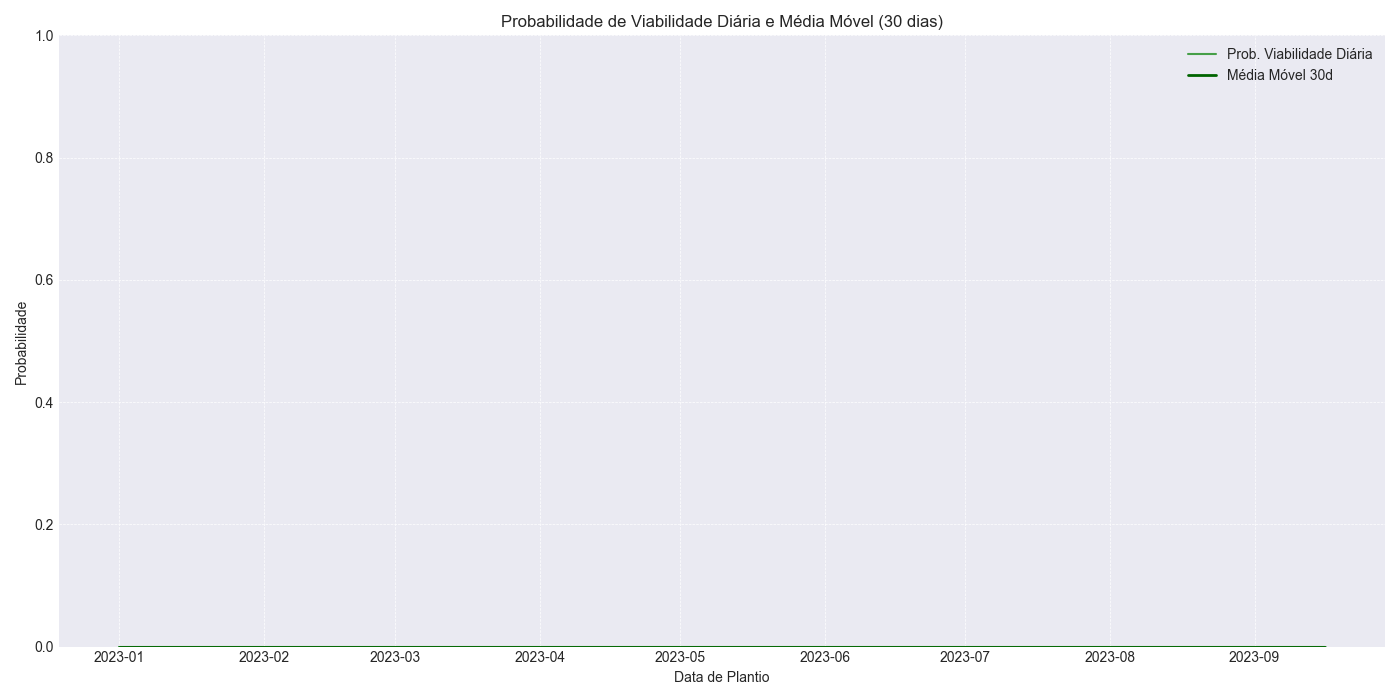 Probabilidade de Viabilidade Diária e Média Móvel (30 dias)
1.0
0.8
0.6
0.4
0.2
0.0
Probabilidade
Prob. Viabilidade Diária
Média Móvel 30d
2023-01 2023-02 2023-03 2023-04 2023-05 2023-06 2023-07 2023-08 2023-09
Data de Plantio